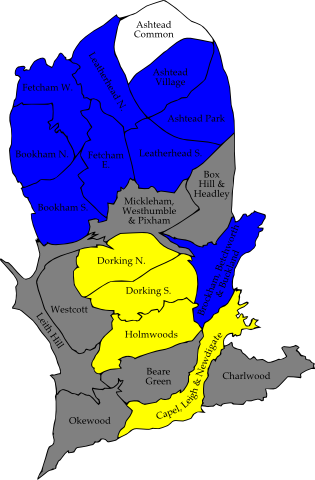 Ashtead
Common
Leatherhead N.
Ashtead
Village
Fetcham W.
Ashtead Park
Bookham N.
Fetcham
E.
Leatherhead S.
Box
Hill &
Headley
Bookham S.
Mickleham,
Westhumble
& Pixham
Brockham, Betchworth
& Buckland
Dorking N.
Dorking S.
Westcott
Leith Hill
Holmwoods
Beare
Green
Capel, Leigh & Newdigate
Charlwood
Okewood